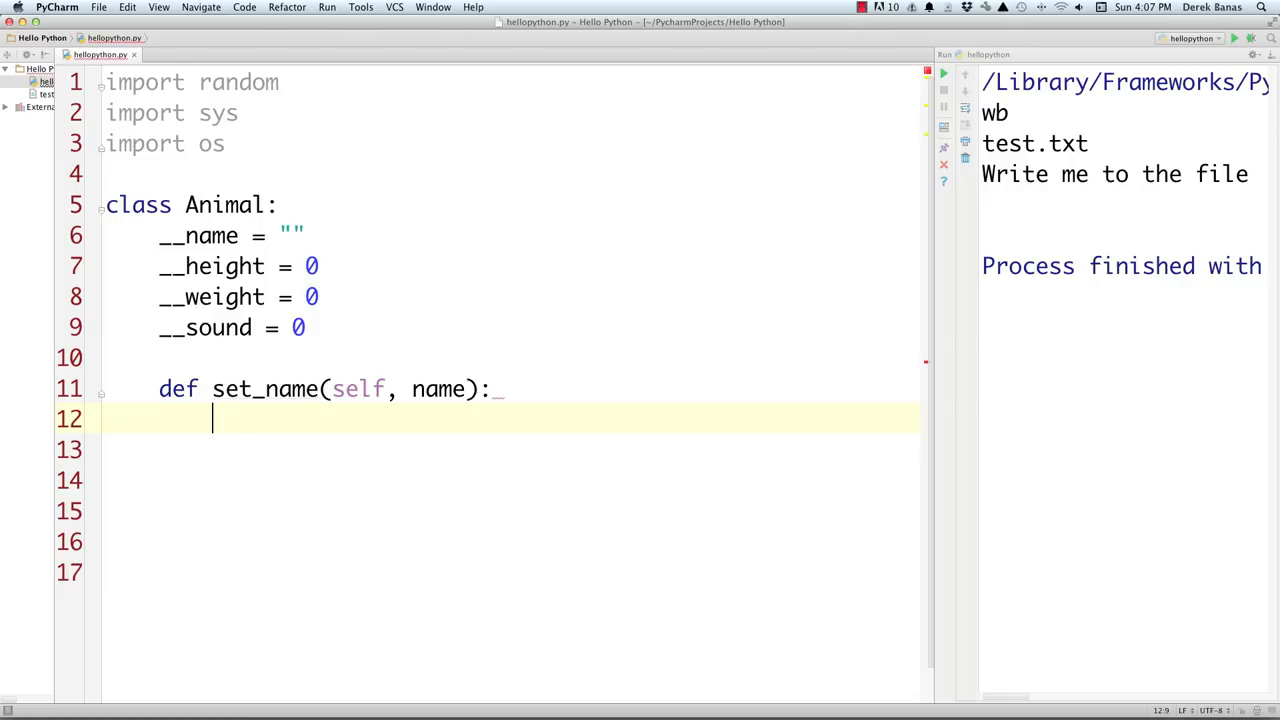 PyCharm File Edit View Navigate Code Refactor Run Tools VCS Window Help 10 Sun 4:07 PM Derek Banas
hellopython.py – Hello Python – [~/PycharmProjects/Hello Python]
Hello Python hellopython.py hellopython
hellopython.py Run hellopython
Hello P
hell
test
Extern
1 import random
2 import sys
3 import os
4
5 class Animal:
6 __name = ""
7 __height = 0
8 __weight = 0
9 __sound = 0
10
11 def set_name(self, name):
12
13
14
15
16
17
/Library/Frameworks/Py
wb
test.txt
Write me to the file
Process finished with
12:9 LF UTF-8